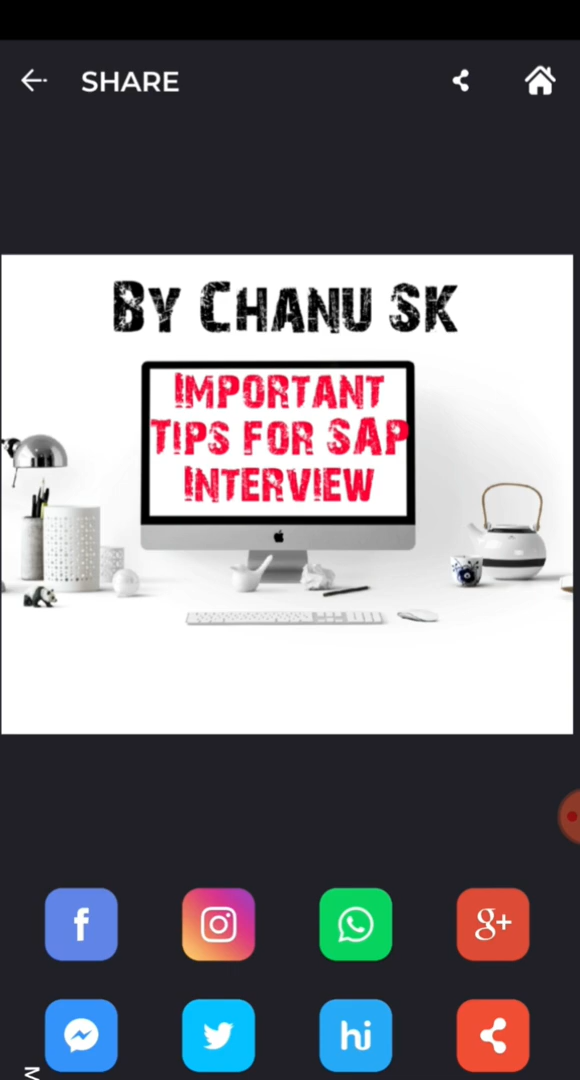 SHARE
BY CHANU SK
IMPORTANT
TIPS FOR SAP
INTERVIEW
f
g+
hi
M